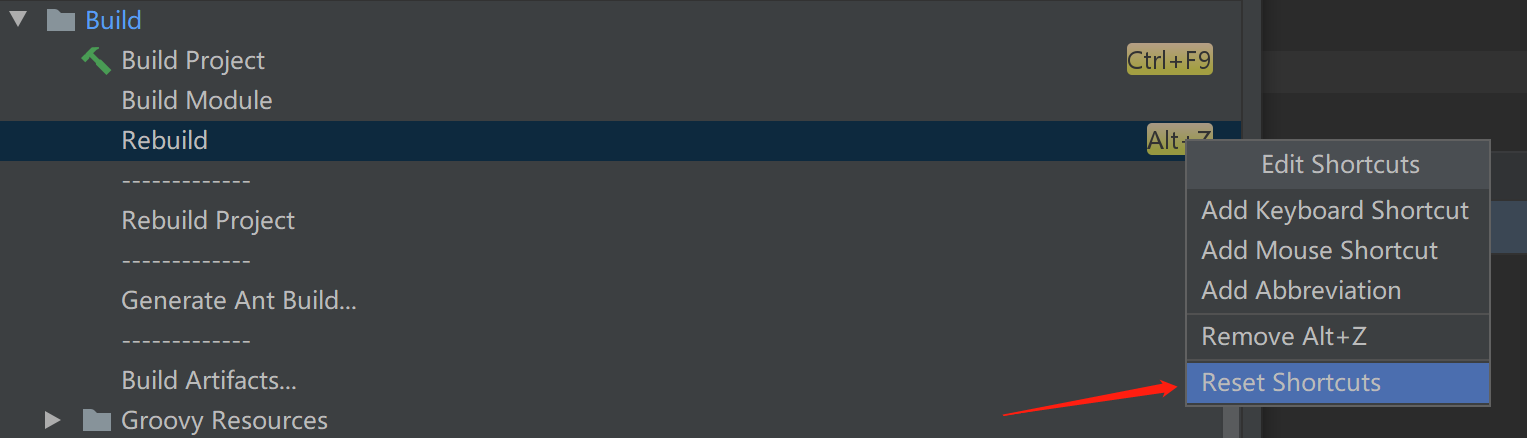 Build
Build Project Ctrl+F9
Build Module
Rebuild Alt+Z
-------------
Rebuild Project
-------------
Generate Ant Build...
-------------
Build Artifacts...
Groovy Resources
Edit Shortcuts
Add Keyboard Shortcut
Add Mouse Shortcut
Add Abbreviation
Remove Alt+Z
Reset Shortcuts